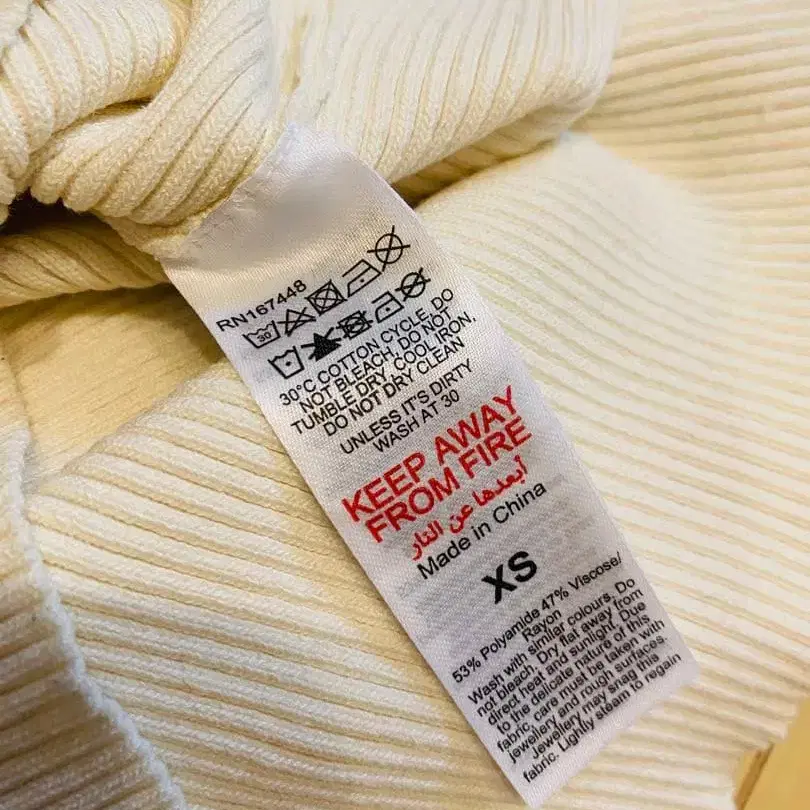 RN167448
30
30°C COTTON CYCLE, DO
NOT BLEACH, DO NOT
TUMBLE DRY, COOL IRON,
DO NOT DRY CLEAN
UNLESS IT'S DIRTY
WASH AT 30
KEEP AWAY
FROM FIRE
أبعدها عن النار
Made in China
XS
53% Polyamide 47% Viscose/
Rayon
Wash with similar colours. Do
not bleach. Dry flat away from
direct heat and sunlight. Due
to the delicate nature of this
fabric, care must be taken with
jewellery and rough surfaces.
Jewellery may snag this
fabric. Lightly steam to regain